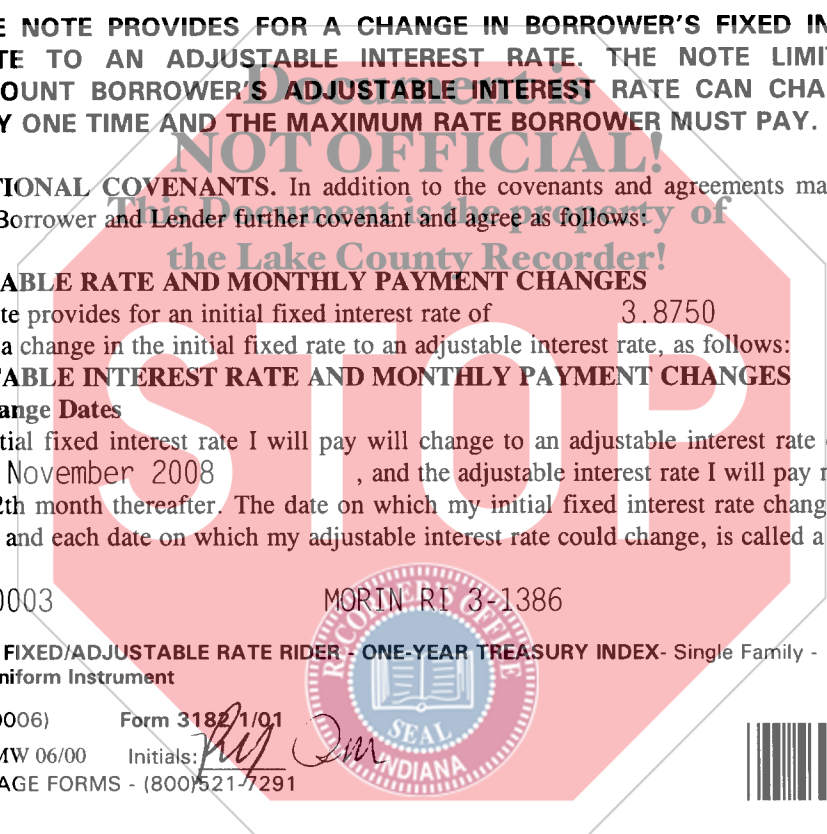 E NOTE PROVIDES FOR A CHANGE IN BORROWER'S FIXED IN
TE TO AN ADJUSTABLE INTEREST RATE. THE NOTE LIMIT
OUNT BORROWER'S ADJUSTABLE INTEREST RATE CAN CHA
Document is
Y ONE TIME AND THE MAXIMUM RATE BORROWER MUST PAY.
NOT OFFICIAL!
TIONAL COVENANTS. In addition to the covenants and agreements ma
This Document is the property of
Borrower and Lender further covenant and agree as follows:
the Lake County Recorder!
ABLE RATE AND MONTHLY PAYMENT CHANGES
te provides for an initial fixed interest rate of 3.8750
a change in the initial fixed rate to an adjustable interest rate, as follows:
TABLE INTEREST RATE AND MONTHLY PAYMENT CHANGES
ange Dates
STOP
tial fixed interest rate I will pay will change to an adjustable interest rate
November 2008 , and the adjustable interest rate I will pay
2th month thereafter. The date on which my initial fixed interest rate chang
and each date on which my adjustable interest rate could change, is called a
0003 MORIN RI 3-1386
RECORDER'S OFFICE
FIXED/ADJUSTABLE RATE RIDER - ONE-YEAR TREASURY INDEX- Single Family -
niform Instrument
0006) Form 3182 1/01
SEAL
MW 06/00 Initials:
INDIANA
AGE FORMS - (800)521-7291